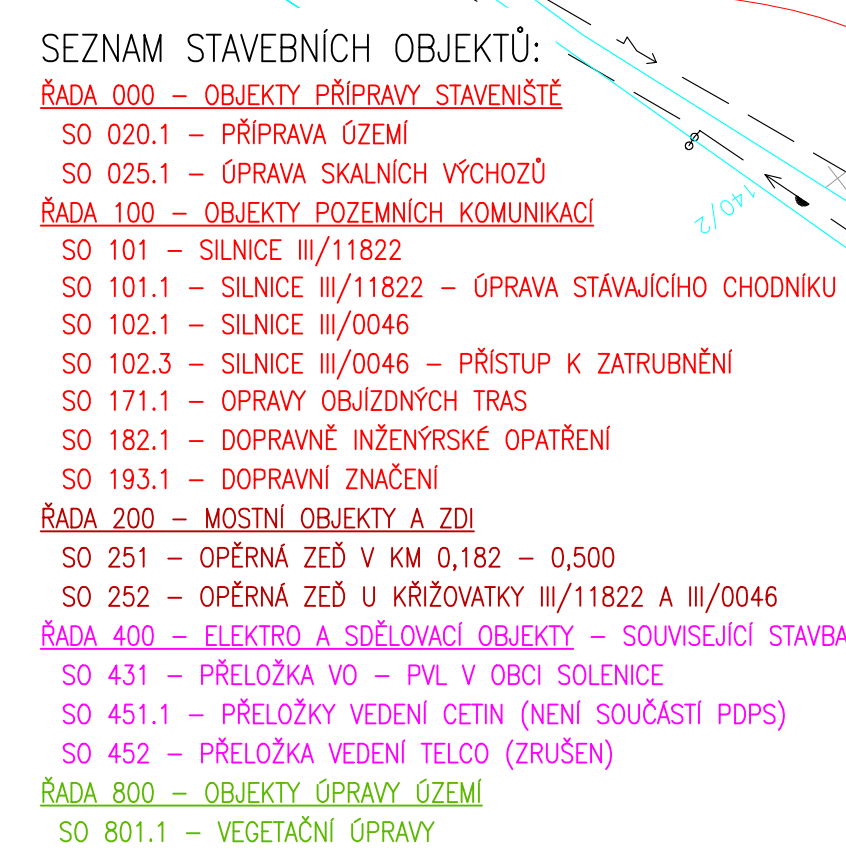 SEZNAM STAVEBNÍCH OBJEKTŮ:
ŘADA 000 – OBJEKTY PŘÍPRAVY STAVENIŠTĚ
SO 020.1 – PŘÍPRAVA ÚZEMÍ
SO 025.1 – ÚPRAVA SKALNÍCH VÝCHOZŮ
140/2
ŘADA 100 – OBJEKTY POZEMNÍCH KOMUNIKACÍ
SO 101 – SILNICE III/11822
SO 101.1 – SILNICE III/11822 – ÚPRAVA STÁVAJÍCÍHO CHODNÍKU
SO 102.1 – SILNICE III/0046
SO 102.3 – SILNICE III/0046 – PŘÍSTUP K ZATRUBNĚNÍ
SO 171.1 – OPRAVY OBJÍZDNÝCH TRAS
SO 182.1 – DOPRAVNĚ INŽENÝRSKÉ OPATŘENÍ
SO 193.1 – DOPRAVNÍ ZNAČENÍ
ŘADA 200 – MOSTNÍ OBJEKTY A ZDI
SO 251 – OPĚRNÁ ZEĎ V KM 0,182 – 0,500
SO 252 – OPĚRNÁ ZEĎ U KŘIŽOVATKY III/11822 A III/0046
ŘADA 400 – ELEKTRO A SDĚLOVACÍ OBJEKTY – SOUVISEJÍCÍ STAVBA
SO 431 – PŘELOŽKA VO – PVL V OBCI SOLENICE
SO 451.1 – PŘELOŽKY VEDENÍ CETIN (NENÍ SOUČÁSTÍ PDPS)
SO 452 – PŘELOŽKA VEDENÍ TELCO (ZRUŠEN)
ŘADA 800 – OBJEKTY ÚPRAVY ÚZEMÍ
SO 801.1 – VEGETAČNÍ ÚPRAVY